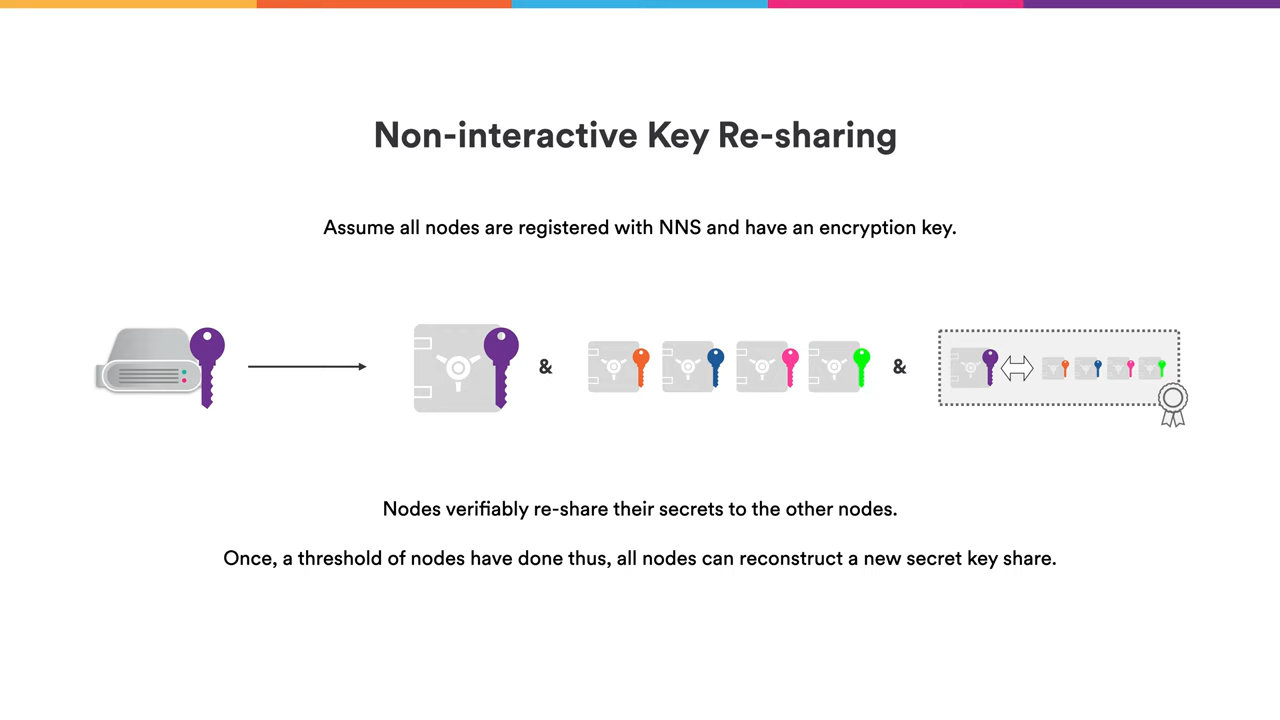 Non-interactive Key Re-sharing
Assume all nodes are registered with NNS and have an encryption key.
& &
Nodes verifiably re-share their secrets to the other nodes.
Once, a threshold of nodes have done thus, all nodes can reconstruct a new secret key share.